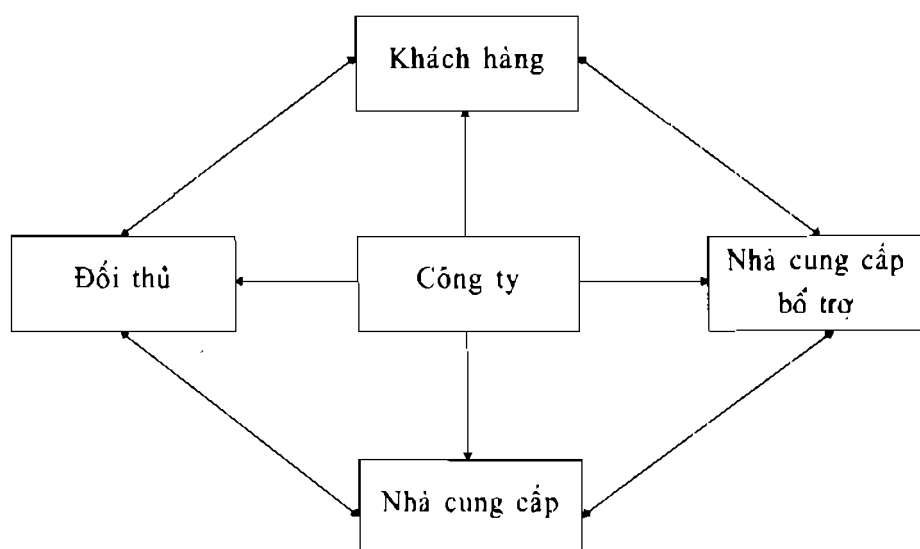 Khách hàng
Đối thủ
Công ty
Nhà cung cấp
bổ trợ
Nhà cung cấp